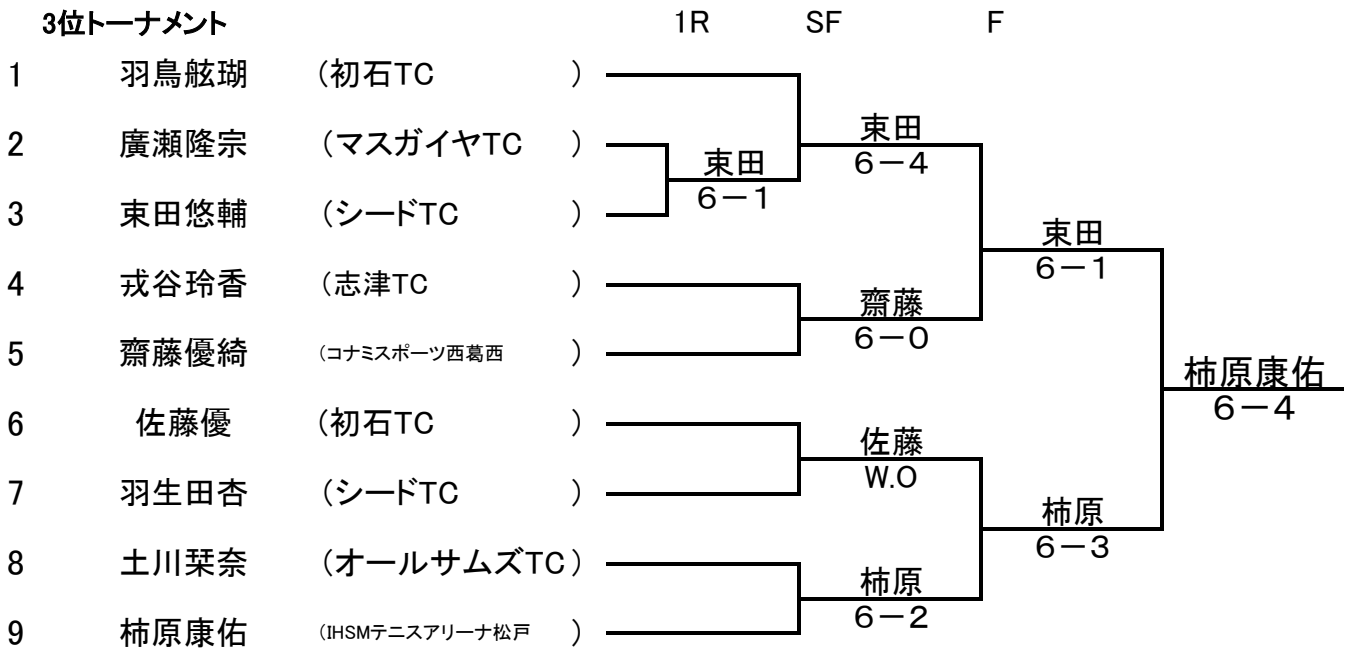 3位トーナメント 1R SF F
1 羽鳥舷瑚 (初石TC )
2 廣瀬隆宗 (マスガイヤTC )
束田
6-4
束田
6-1
3 束田悠輔 (シードTC )
束田
6-1
4 戎谷玲香 (志津TC )
齋藤
6-0
5 齋藤優綺 (コナミスポーツ西葛西 )
柿原康佑
6-4
6 佐藤優 (初石TC )
佐藤
W.O
7 羽生田杏 (シードTC )
柿原
6-3
8 土川栞奈 (オールサムズTC)
柿原
6-2
9 柿原康佑 (IHSMテニスアリーナ松戸 )